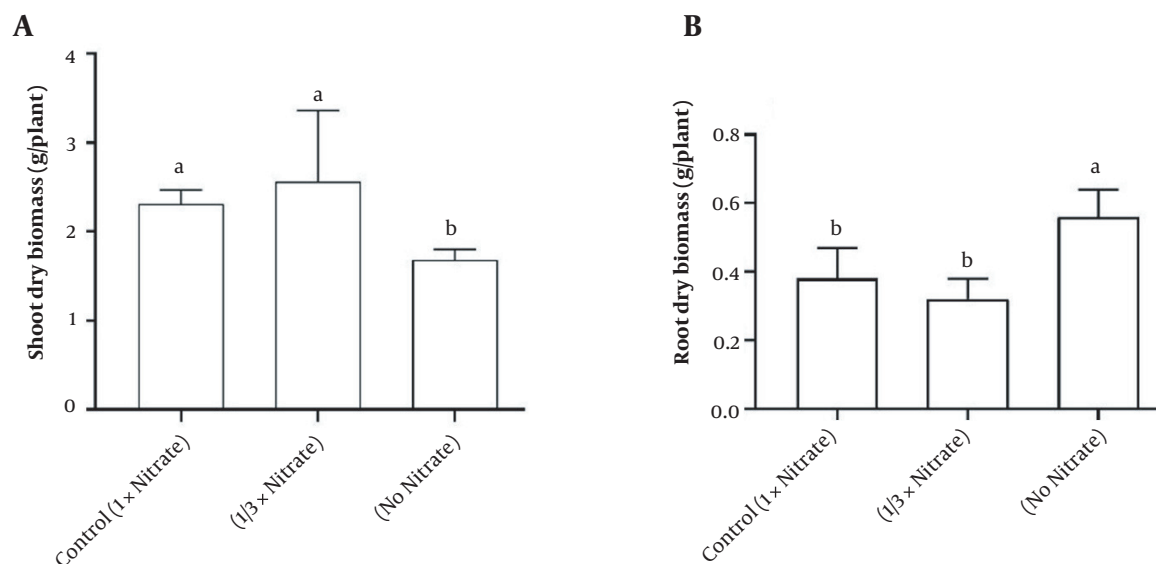 A
Shoot dry biomass (g/plant)
4
3
2
1
0
a
a
b
Control (1× Nitrate)
(1/3 × Nitrate)
(No Nitrate)
B
Root dry biomass (g/plant)
0.8
0.6
0.4
0.2
0.0
b
b
a
Control (1× Nitrate)
(1/3 × Nitrate)
(No Nitrate)